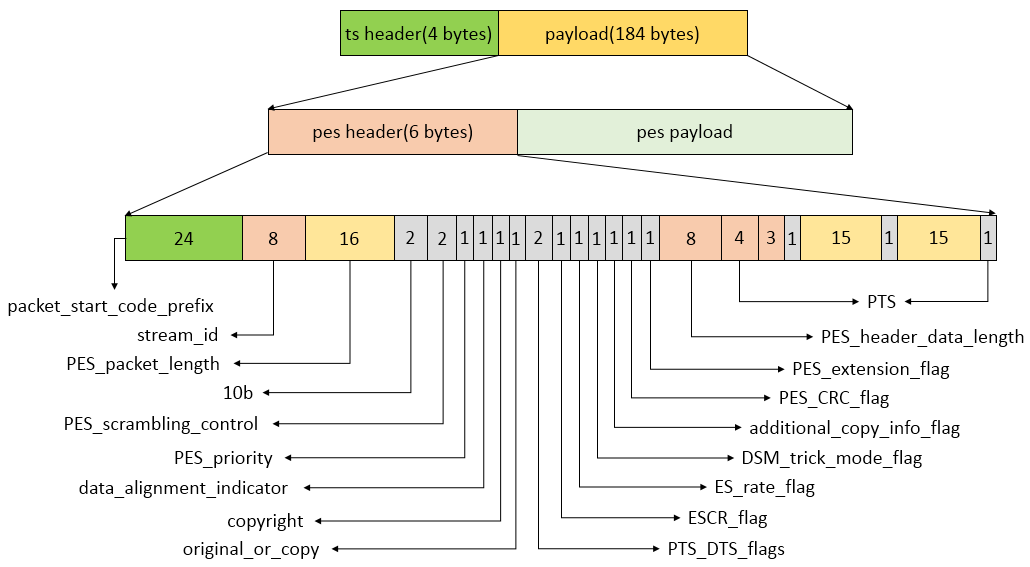 ts header(4 bytes) payload(184 bytes)
pes header(6 bytes) pes payload
24 8 16 2 2 1 1 1 1 2 1 1 1 1 1 1 8 4 3 1 15 1 15 1
packet_start_code_prefix PTS
stream_id PES_header_data_length
PES_packet_length PES_extension_flag
10b PES_CRC_flag
PES_scrambling_control additional_copy_info_flag
PES_priority DSM_trick_mode_flag
data_alignment_indicator ES_rate_flag
copyright ESCR_flag
original_or_copy PTS_DTS_flags